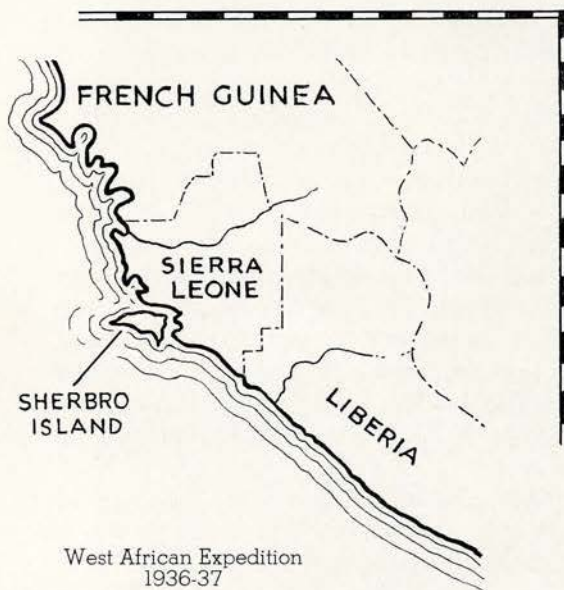 FRENCH GUINEA
SIERRA
LEONE
SHERBRO
ISLAND
LIBERIA
West African Expedition
1936-37